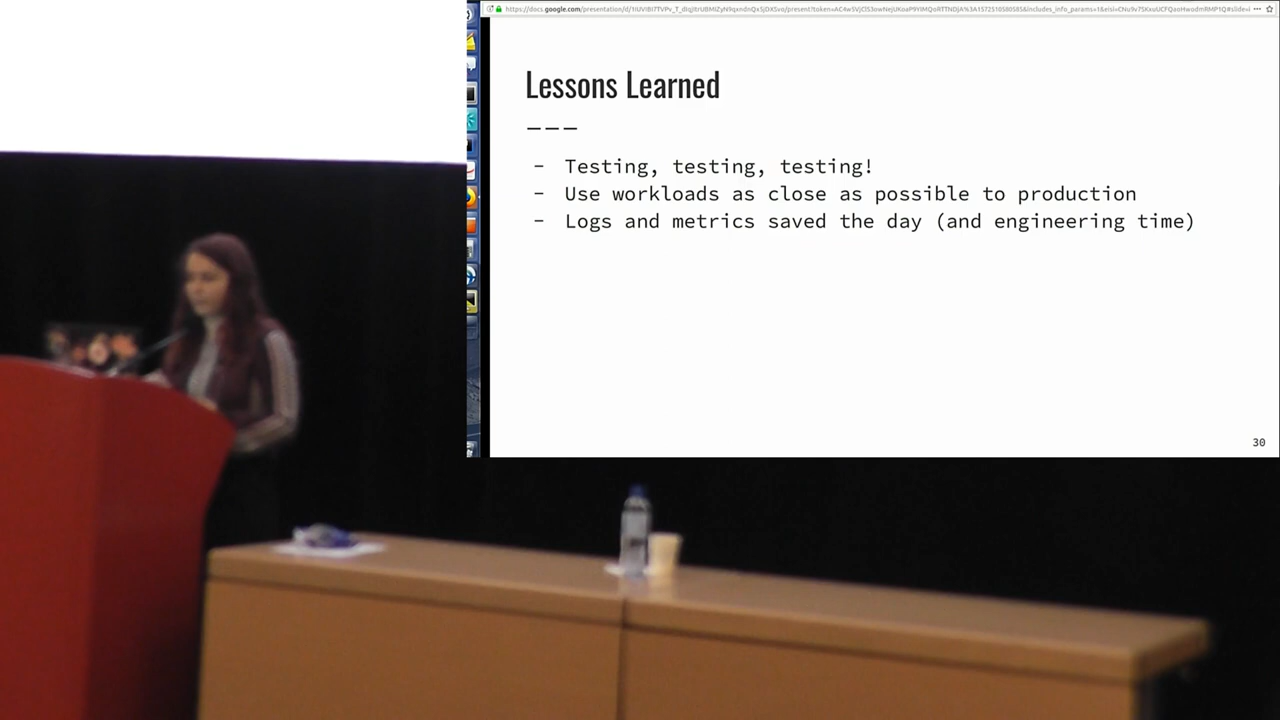 Lessons Learned
---
- Testing, testing, testing!
- Use workloads as close as possible to production
- Logs and metrics saved the day (and engineering time)
30